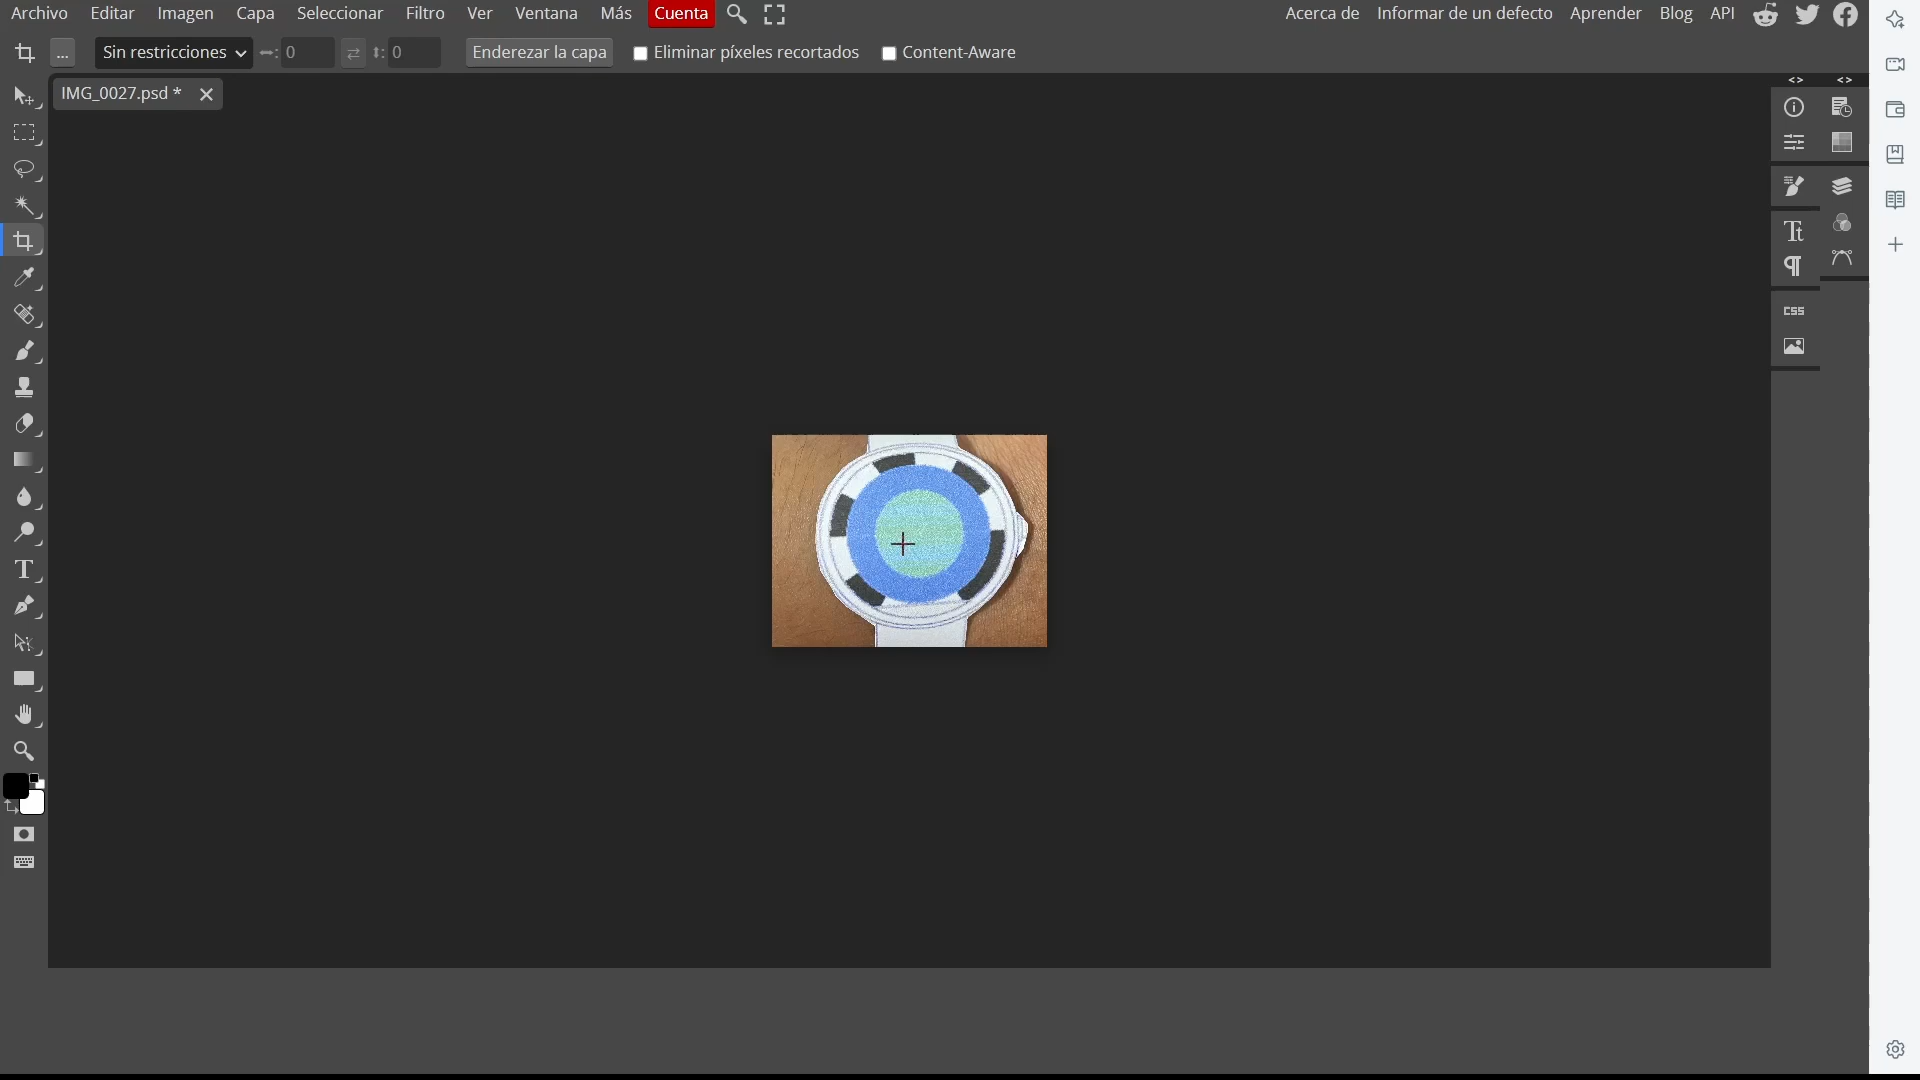 Archivo Editar Imagen Capa Seleccionar Filtro Ver Ventana Más Cuenta Acerca de Informar de un defecto Aprender Blog API
... Sin restricciones 0 0 Enderezar la capa Eliminar píxeles recortados Content-Aware
IMG_0027.psd *
<> <>
T
Tt
¶
CSS